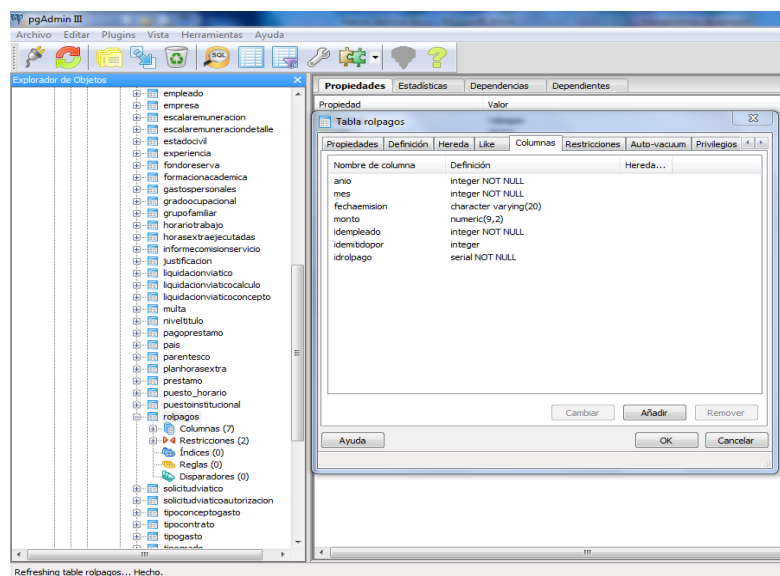 pgAdmin III
Archivo Editar Plugins Vista Herramientas Ayuda
SQL
Explorador de Objetos
empleado
empresa
escalaremuneracion
escalaremuneraciondetalle
estadocivil
experiencia
fondoreserva
formacionacademica
gastospersonales
gradoocupacional
grupofamiliar
horariotrabajo
horasextraejecutadas
informecomisionservicio
justificacion
liquidacionviatico
liquidacionviaticocalculo
liquidacionviaticoconcepto
multa
niveltitulo
pagoprestamo
pais
parentesco
planhorasextra
prestamo
puesto_horario
puestoinstitucional
rolpagos
Columnas (7)
Restricciones (2)
Índices (0)
Reglas (0)
Disparadores (0)
solicitudviatico
solicitudviaticoautorizacion
tipoconceptogasto
tipocontrato
tipogasto
tipogrado
Propiedades Estadísticas Dependencias Dependientes
Propiedad Valor
Tabla rolpagos
Propiedades Definición Hereda Like Columnas Restricciones Auto-vacuum Privilegios
Nombre de columna Definición Hereda...
anio integer NOT NULL
mes integer NOT NULL
fechaemision character varying(20)
monto numeric(9,2)
idempleado integer NOT NULL
idemitidopor integer
idrolpago serial NOT NULL
Cambiar Añadir Remover
Ayuda OK Cancelar
Refreshing table rolpagos... Hecho.